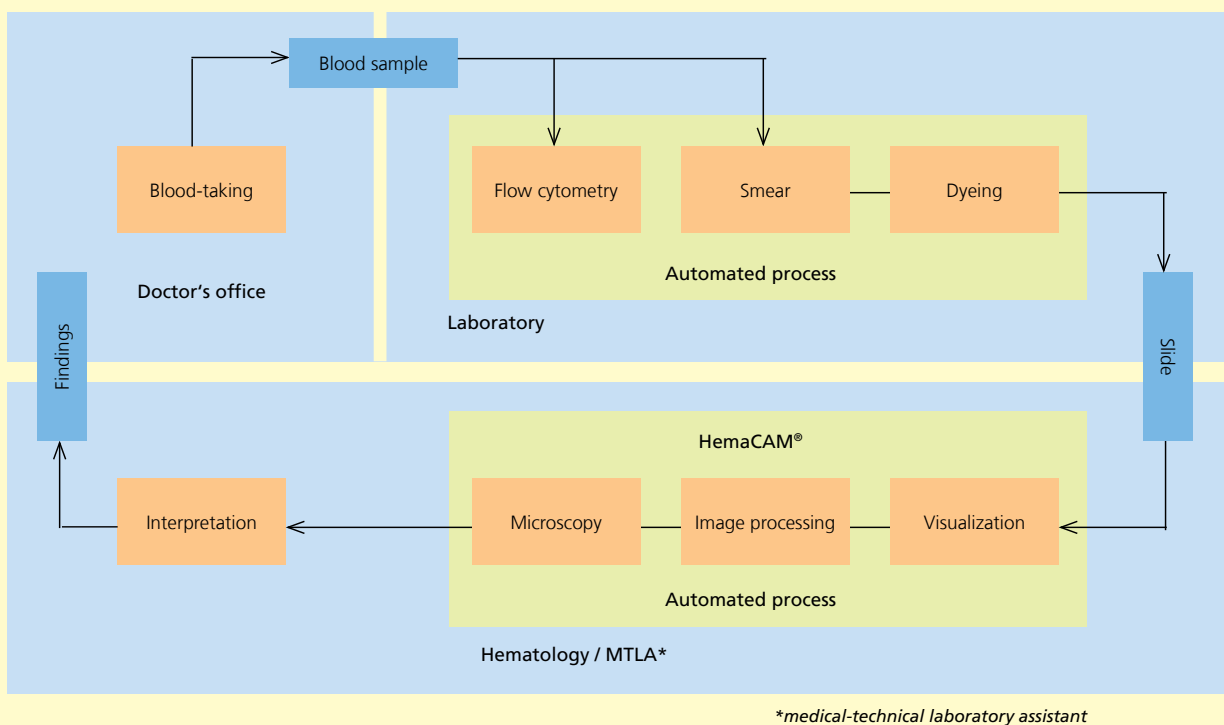 Blood sample
Blood-taking
Flow cytometry
Smear
Dyeing
Automated process
Doctor‘s office
Laboratory
Findings
Slide
HemaCAM®
Interpretation
Microscopy
Image processing
Visualization
Automated process
Hematology / MTLA*
*medical-technical laboratory assistant